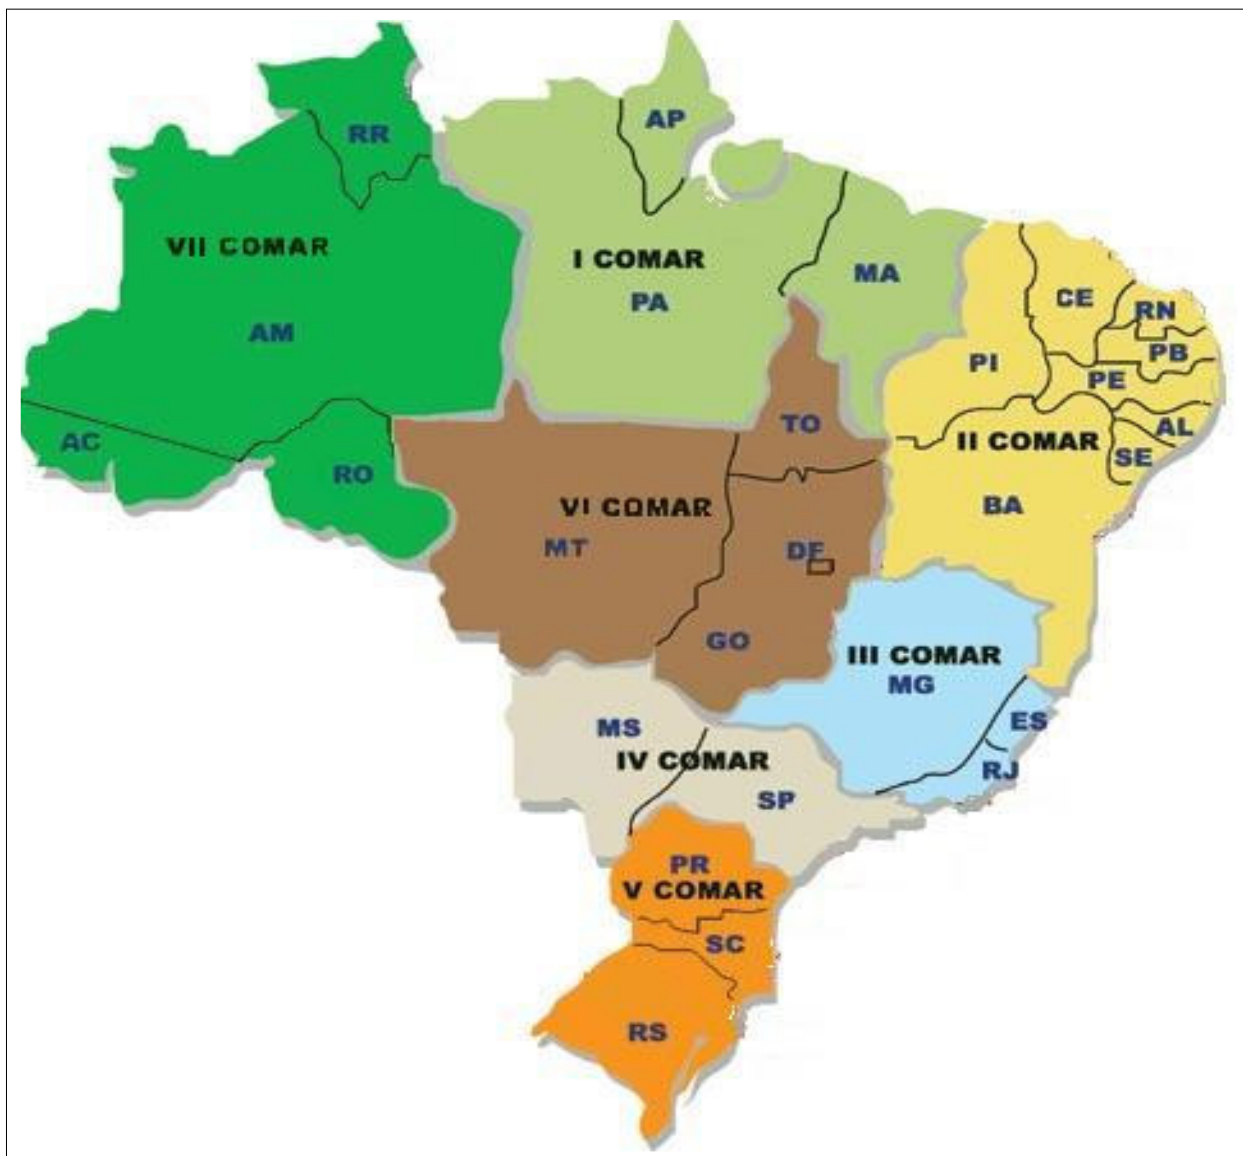 RR
AP
VII COMAR
I COMAR
MA
PA
CE
RN
AM
PB
PI
PE
TO
AL
AC
II COMAR
SE
RO
VI COMAR
BA
MT
DF
GO
III COMAR
MG
MS
ES
IV COMAR
RJ
SP
PR
V COMAR
SC
RS